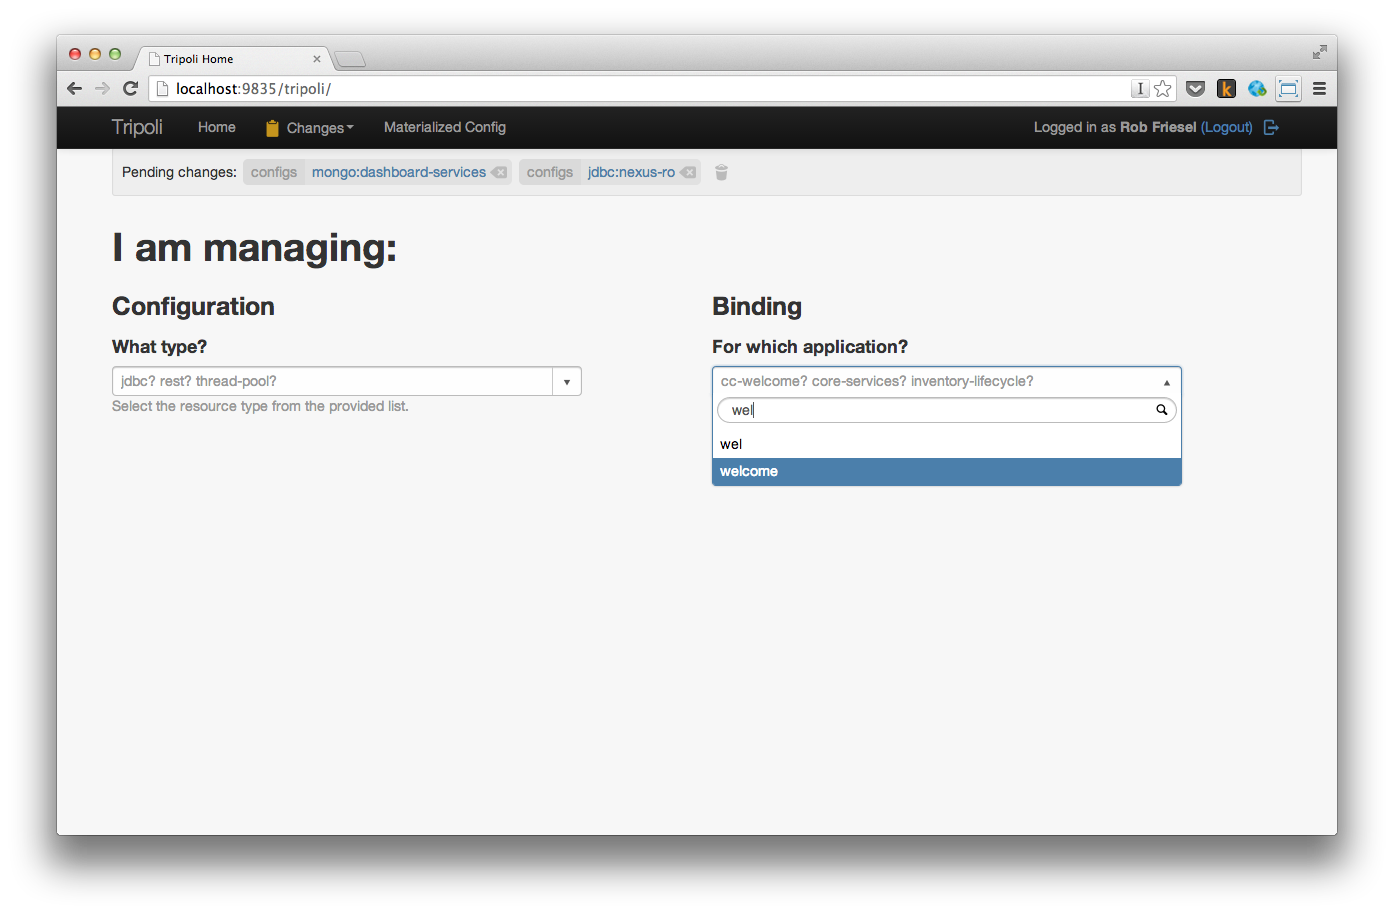 Tripoli Home
localhost:9835/tripoli/
Tripoli Home Changes Materialized Config Logged in as Rob Friesel (Logout)
Pending changes: configs mongo:dashboard-services configs jdbc:nexus-ro
I am managing:
Configuration
What type?
jdbc? rest? thread-pool?
Select the resource type from the provided list.
Binding
For which application?
cc-welcome? core-services? inventory-lifecycle?
wel
wel
welcome